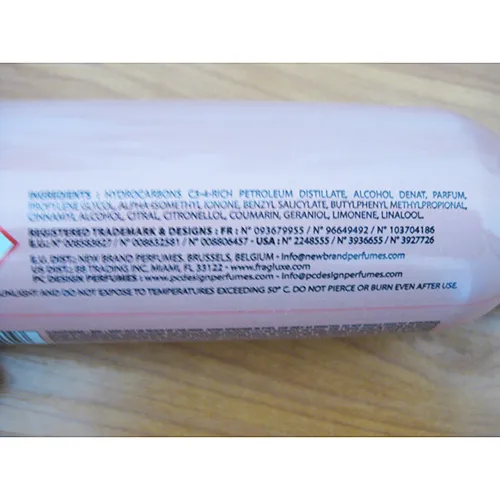 INGREDIENTS : HYDROCARBONS C3-4-RICH PETROLEUM DISTILLATE, ALCOHOL DENAT, PARFUM,
PROPYLENE GLYCOL, ALPHA-ISOMETHYL IONONE, BENZYL SALICYLATE, BUTYLPHENYL METHYLPROPIONAL,
CINNAMYL ALCOHOL, CITRAL, CITRONELLOL, COUMARIN, GERANIOL, LIMONENE, LINALOOL.
REGISTERED TRADEMARK & DESIGNS : FR : N° 093679955 / N° 96649492 / N° 103704186
E.U.: N° 008583627 / N° 008632581 / N° 008806457 - USA : N° 2248555 / N° 3936655 / N° 3927726
E.U. DIST.: NEW BRAND PERFUMES, BRUSSELS, BELGIUM - info@newbrandperfumes.com
US DIST.: BB TRADING INC. MIAMI, FL 33122 - www.fragluxe.com
PC DESIGN PERFUMES - www.pcdesignperfumes.com - info@pcdesignperfumes.com
SUNLIGHT AND DO NOT EXPOSE TO TEMPERATURES EXCEEDING 50° C. DO NOT PIERCE OR BURN EVEN AFTER USE.